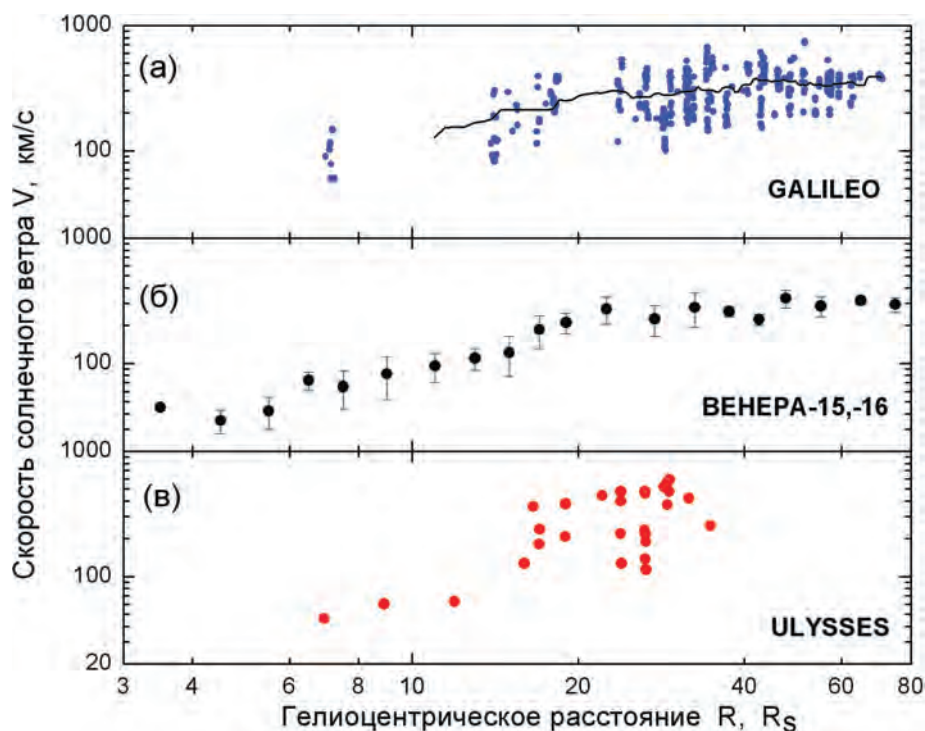 Скорость солнечного ветра V, км/с
1000
(а)
100
GALILEO
1000
(б)
100
ВЕНЕРА-15,-16
1000
(в)
100
ULYSSES
20
3 4 6 8 10 20 40 60 80
Гелиоцентрическое расстояние R, R_S